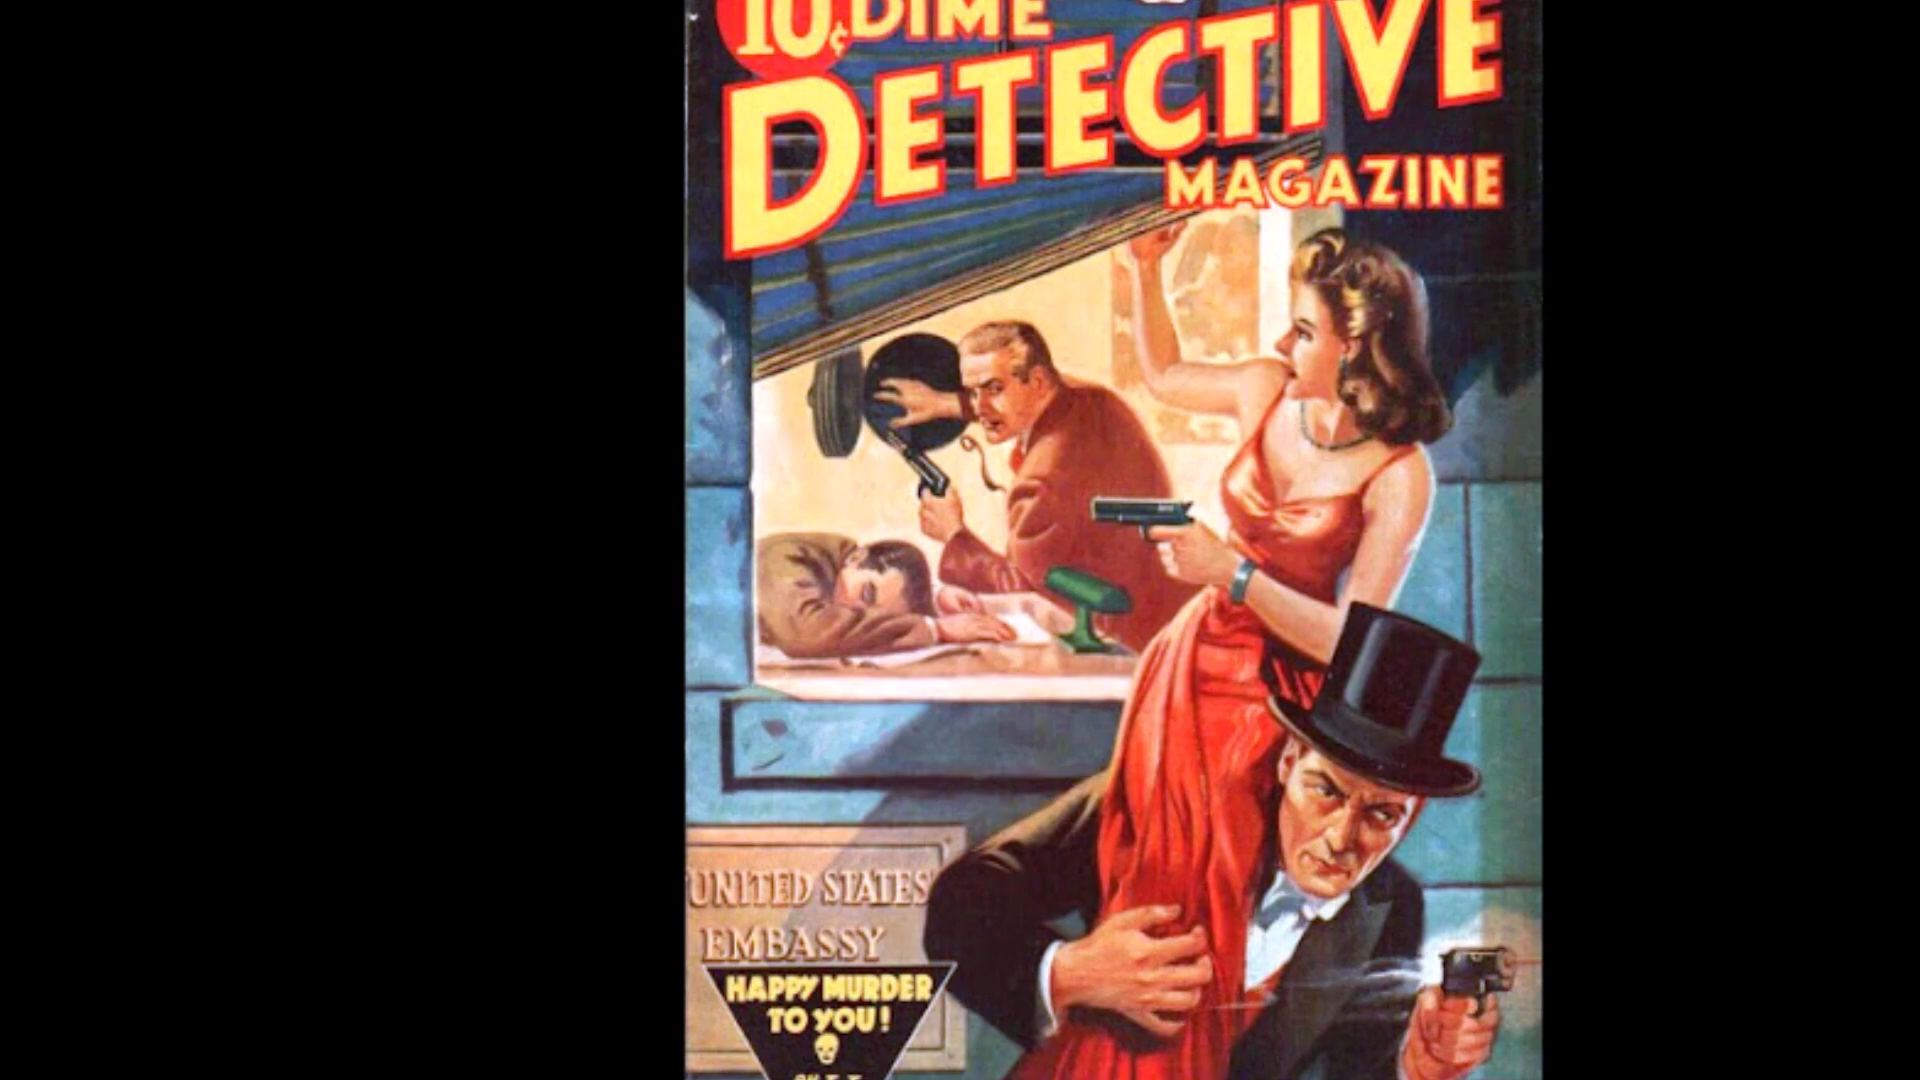 10¢ DIME
DETECTIVE
MAGAZINE
UNITED STATES
EMBASSY
HAPPY MURDER
TO YOU!